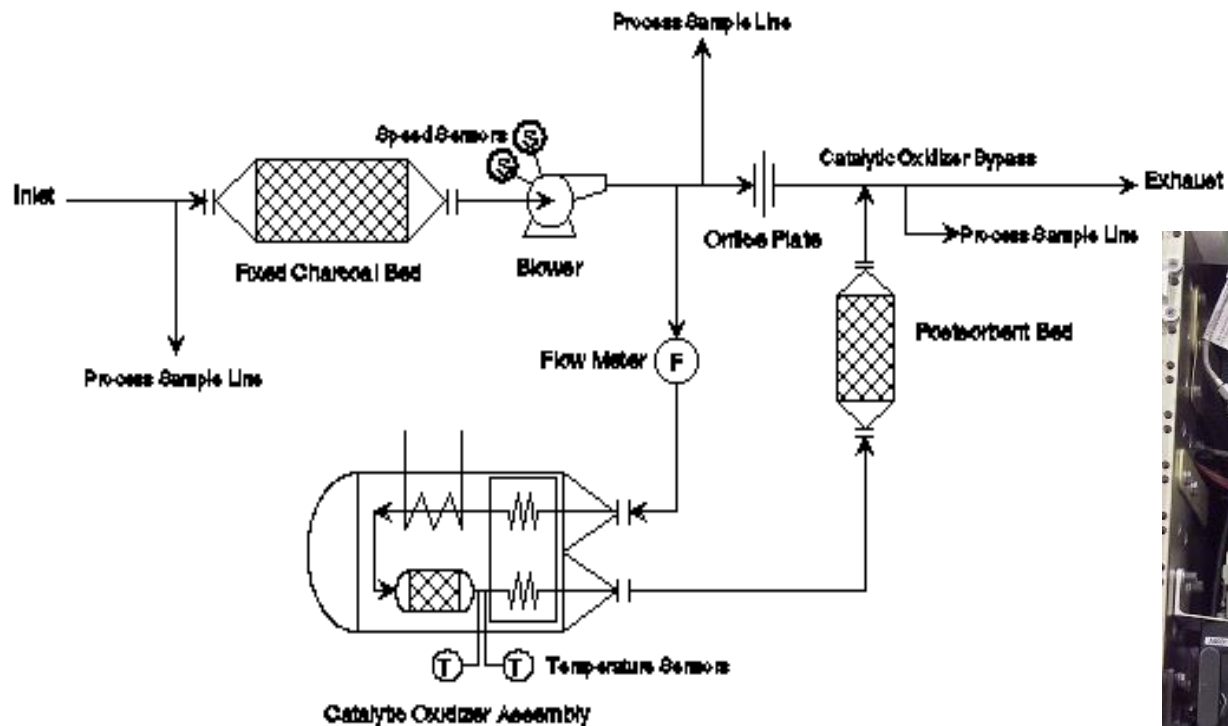 Process Sample Line
Speed Sensors
S
S
Catalytic Oxidizer Bypass
Inlet
Exhaust
Orifice Plate
Process Sample Line
Fixed Charcoal Bed
Blower
Postsorbent Bed
Flow Meter
F
Process Sample Line
T
T
Temperature Sensors
Catalytic Oxidizer Assembly